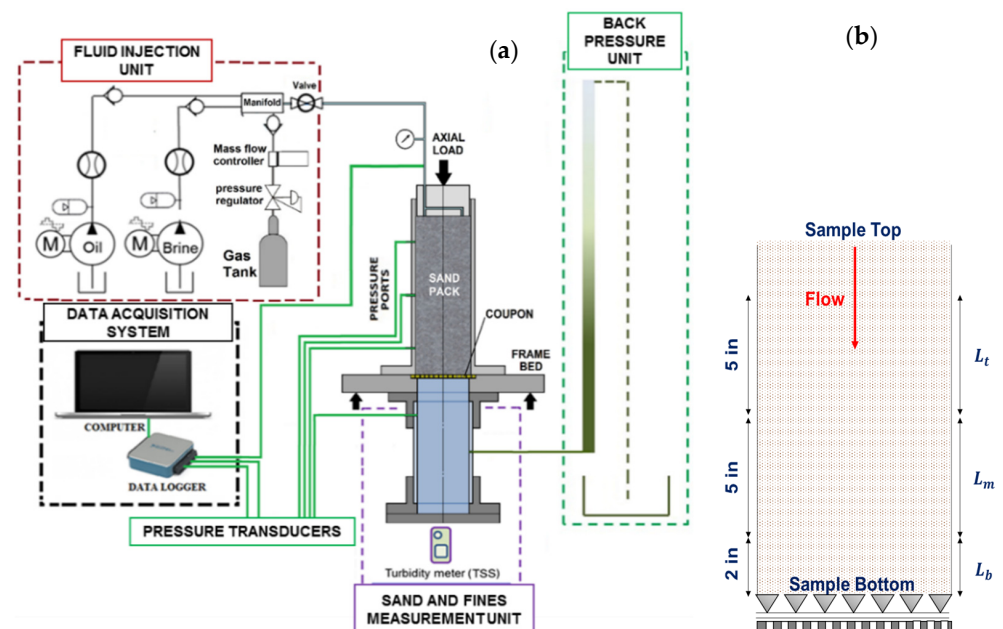 (a)
(b)
FLUID INJECTION
UNIT
BACK
PRESSURE
UNIT
Valve
Manifold
Mass flow
controller
pressure
regulator
M
Oil
M
Brine
Gas
Tank
AXIAL
LOAD
PRESSURE
PORTS
SAND
PACK
COUPON
FRAME
BED
DATA ACQUISITION
SYSTEM
COMPUTER
DATA LOGGER
PRESSURE TRANSDUCERS
Turbidity meter (TSS)
SAND AND FINES
MEASUREMENT UNIT
Sample Top
Flow
5 in
Lt
5 in
Lm
2 in
Lb
Sample Bottom